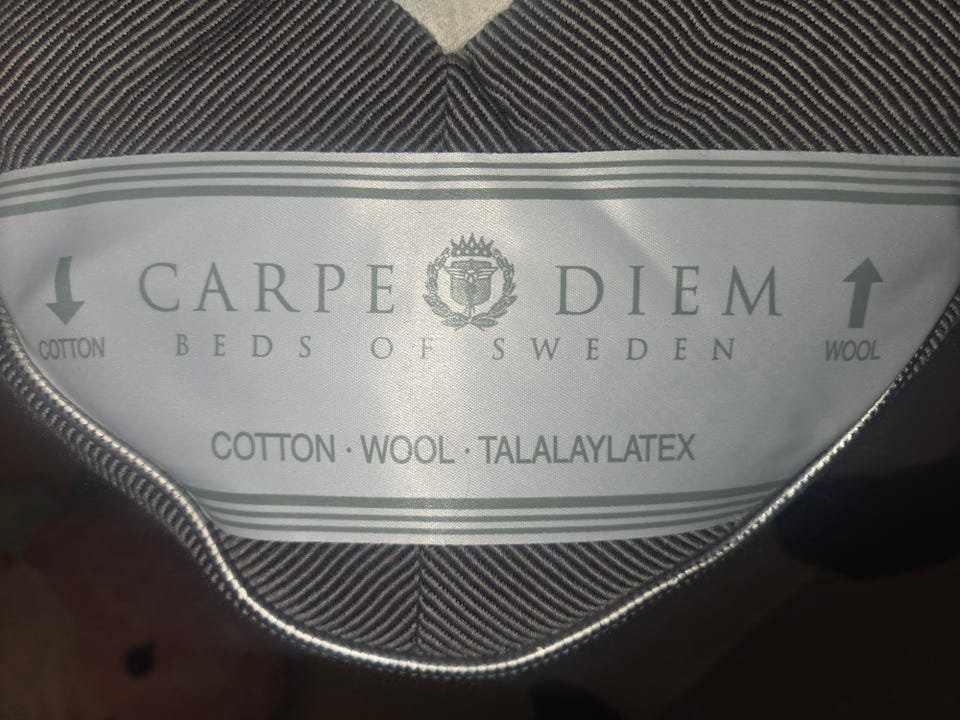 CARPE DIEM
BEDS OF SWEDEN
COTTON
WOOL
COTTON · WOOL · TALALAYLATEX